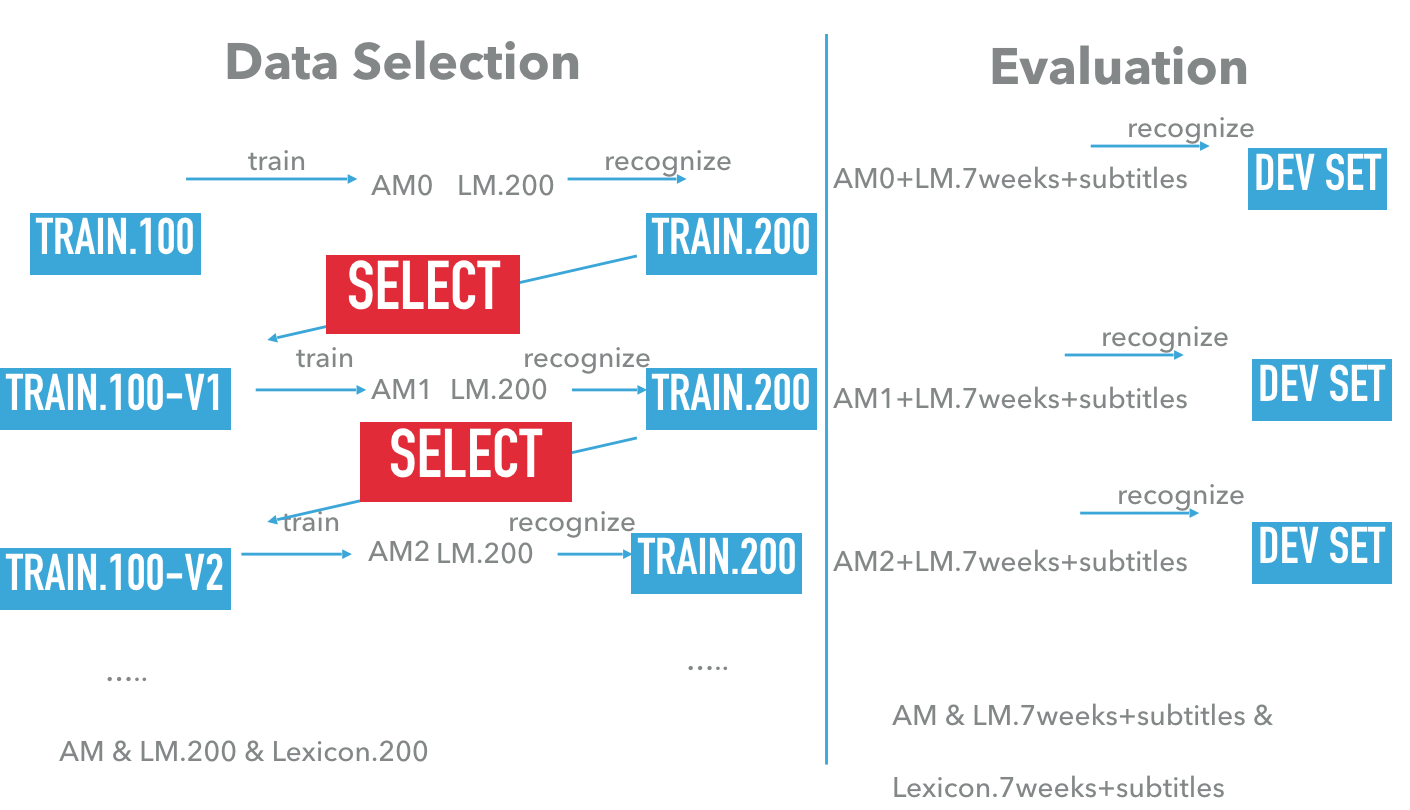 Data Selection
train
recognize
AM0 LM.200
TRAIN.100
TRAIN.200
SELECT
train
recognize
TRAIN.100-V1
AM1 LM.200
TRAIN.200
SELECT
train
recognize
TRAIN.100-V2
AM2 LM.200
TRAIN.200
.....
.....
AM & LM.200 & Lexicon.200
Evaluation
recognize
AM0+LM.7weeks+subtitles
DEV SET
recognize
AM1+LM.7weeks+subtitles
DEV SET
recognize
AM2+LM.7weeks+subtitles
DEV SET
AM & LM.7weeks+subtitles &
Lexicon.7weeks+subtitles